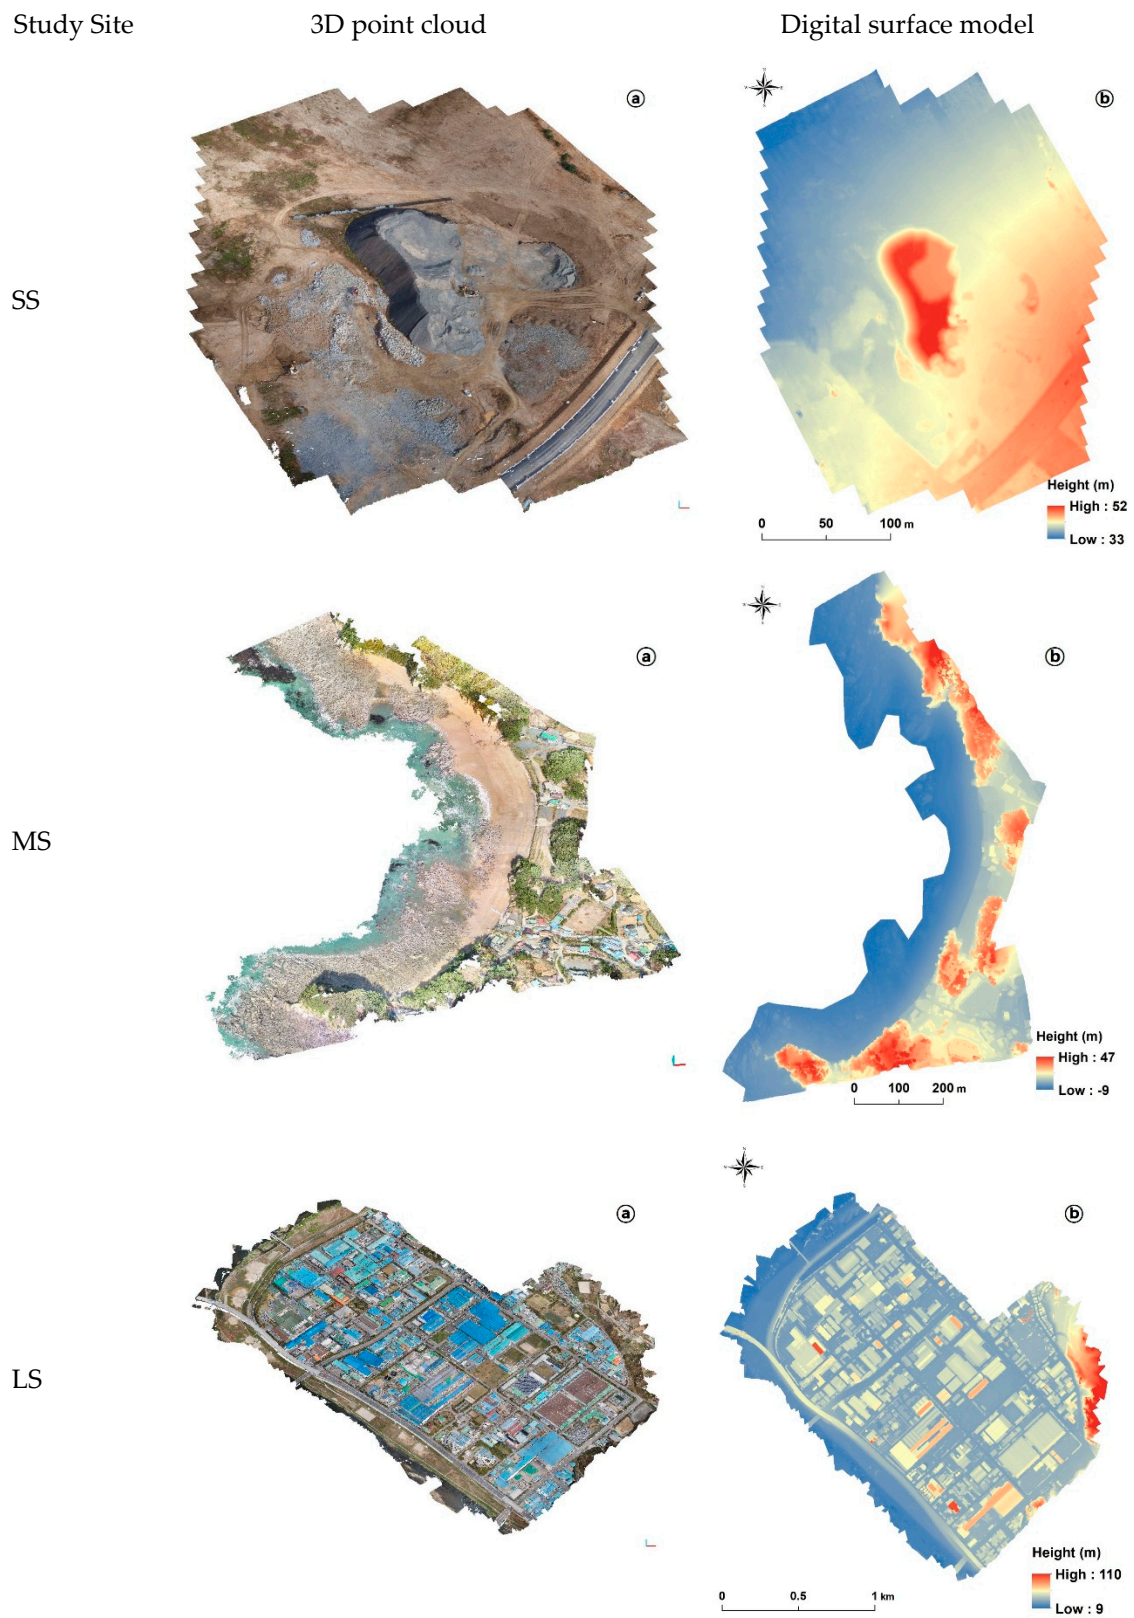 Study Site 3D point cloud Digital surface model
ⓐ ⓑ
SS
Height (m)
High : 52
Low : 33
0 50 100 m
ⓐ ⓑ
MS
Height (m)
High : 47
Low : -9
0 100 200 m
ⓐ ⓑ
LS
Height (m)
High : 110
Low : 9
0 0.5 1 km